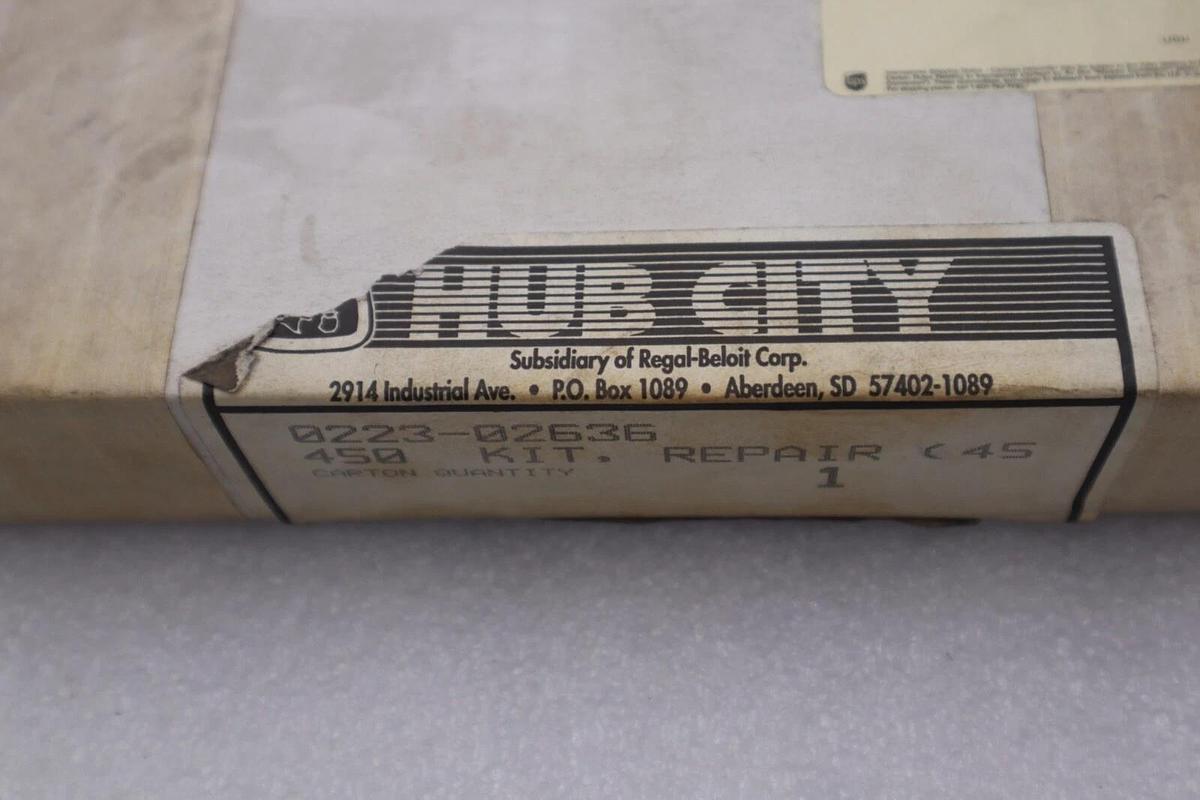 HUB CITY
Subsidiary of Regal-Beloit Corp.
2914 Industrial Ave. • P.O. Box 1089 • Aberdeen, SD 57402-1089
0223-02636
450 KIT, REPAIR (45
CARTON QUANTITY 1